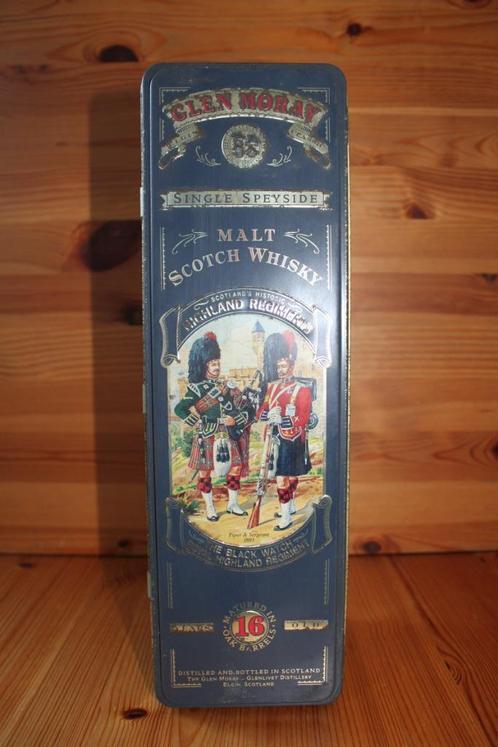 GLEN MORAY
SINGLE SPEYSIDE
MALT
SCOTCH WHISKY
SCOTLAND'S HISTORIC
HIGHLAND REGIMENTS
Piper & Sergeant
THE BLACK WATCH
ROYAL HIGHLAND REGIMENT
MATURED IN
YEARS 16 OLD
OAK BARRELS
DISTILLED AND BOTTLED IN SCOTLAND
THE GLEN MORAY - GLENLIVET DISTILLERY
ELGIN, SCOTLAND